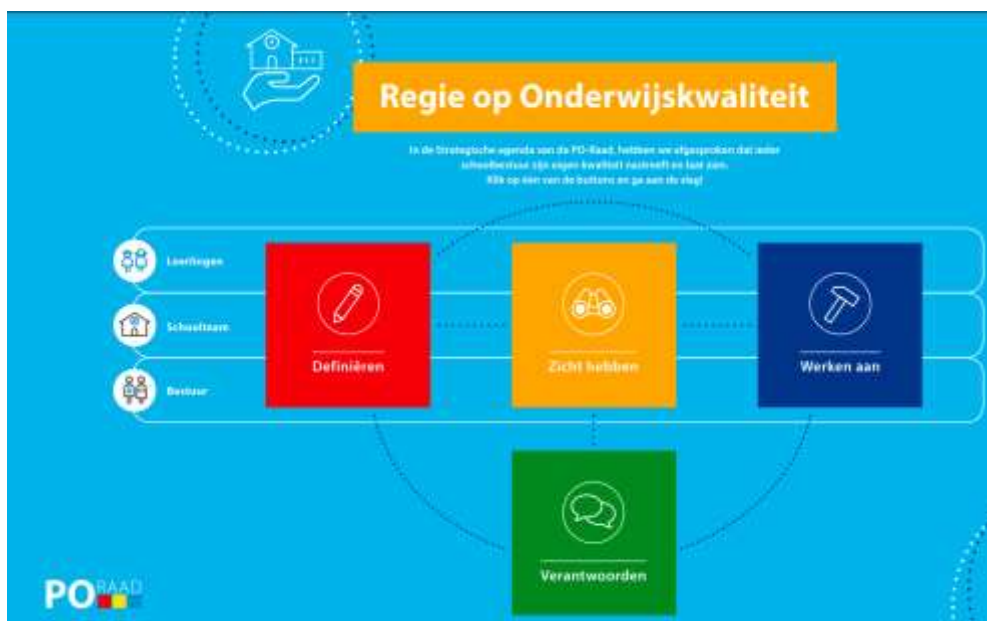 Regie op Onderwijskwaliteit
In de Strategische agenda van de PO-Raad, hebben we afgesproken dat ieder
schoolbestuur zijn eigen kwaliteit nastreeft en laat zien.
Klik op één van de buttons en ga aan de slag!
Leerlingen
Schoolteam
Bestuur
Definiëren
Zicht hebben
Werken aan
Verantwoorden
PO RAAD